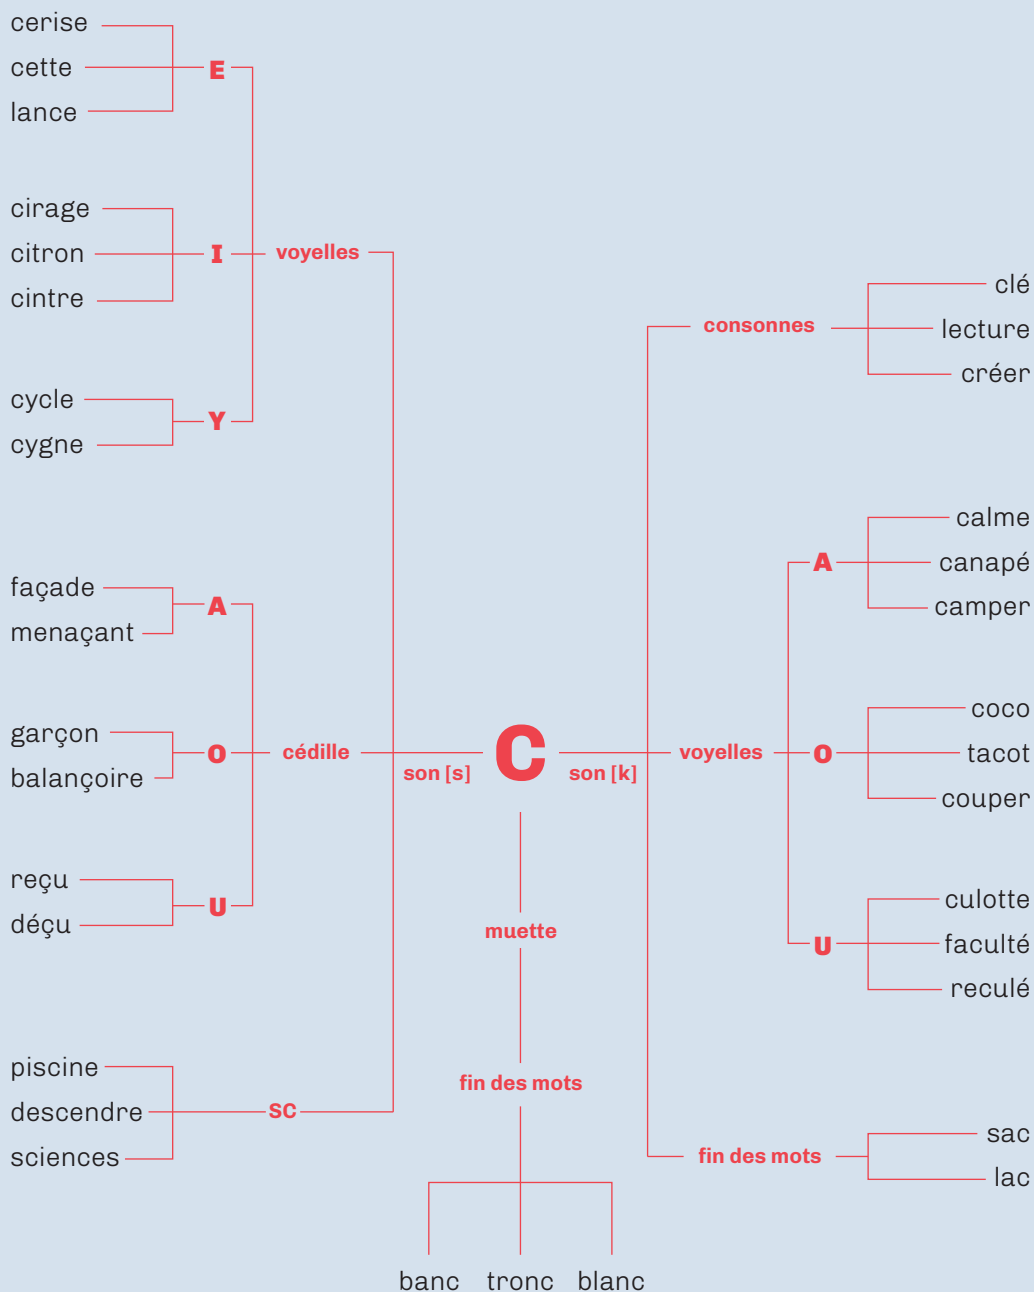 cerise
cette
lance
E
cirage
citron
cintre
I
voyelles
cycle
cygne
Y
façade
menaçant
A
garçon
balançoire
O
cédille
reçu
déçu
U
piscine
descendre
sciences
SC
son [s]
C
son [k]
consonnes
clé
lecture
créer
voyelles
A
calme
canapé
camper
O
coco
tacot
couper
U
culotte
faculté
reculé
fin des mots
sac
lac
muette
fin des mots
banc tronc blanc